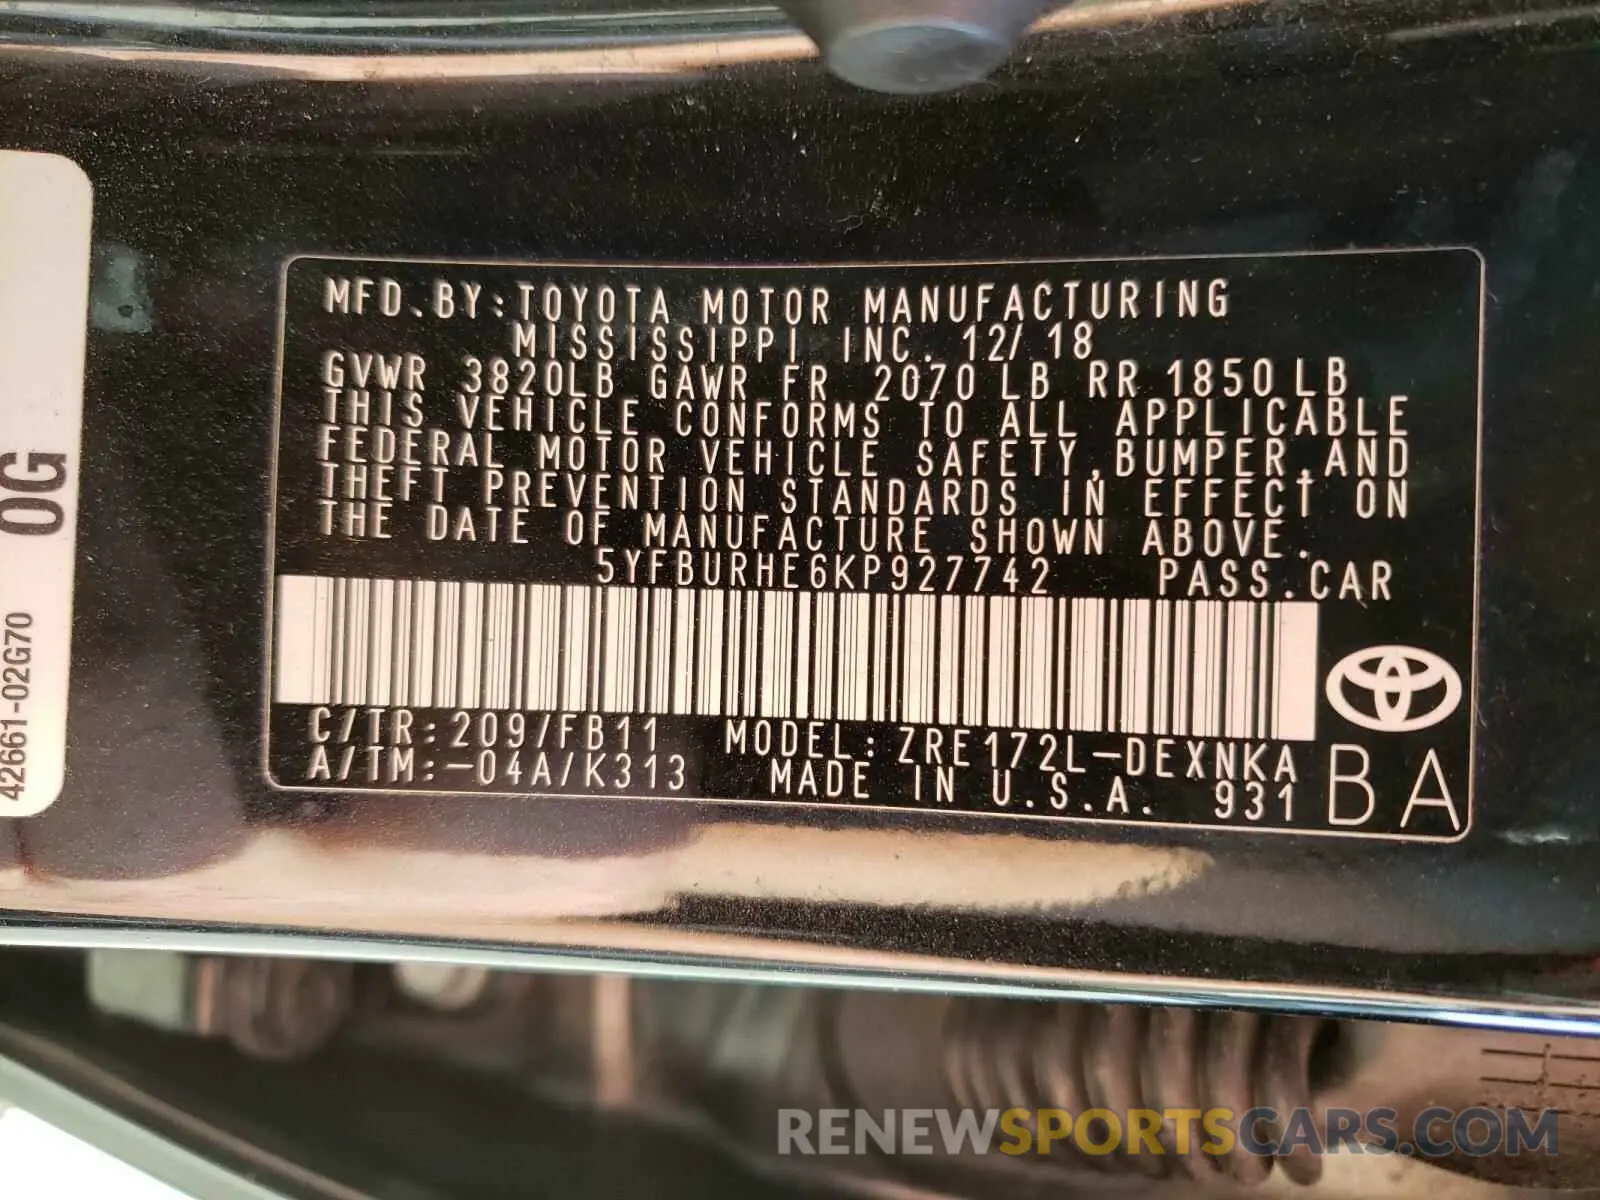 MFD.BY:TOYOTA MOTOR MANUFACTURING
MISSISSIPPI INC. 12/18
GVWR 3820LB GAWR FR 2070 LB RR 1850 LB
THIS VEHICLE CONFORMS TO ALL APPLICABLE
FEDERAL MOTOR VEHICLE SAFETY,BUMPER,AND
THEFT PREVENTION STANDARDS IN EFFECT ON
THE DATE OF MANUFACTURE SHOWN ABOVE.
5YFBURHE6KP927742 PASS.CAR
C/TR:209/FB11 MODEL:ZRE172L-DEXNKA
A/TM:-04A/K313 MADE IN U.S.A. 931
BA
0G
42661-02G70
RENEWSPORTSCARS.COM